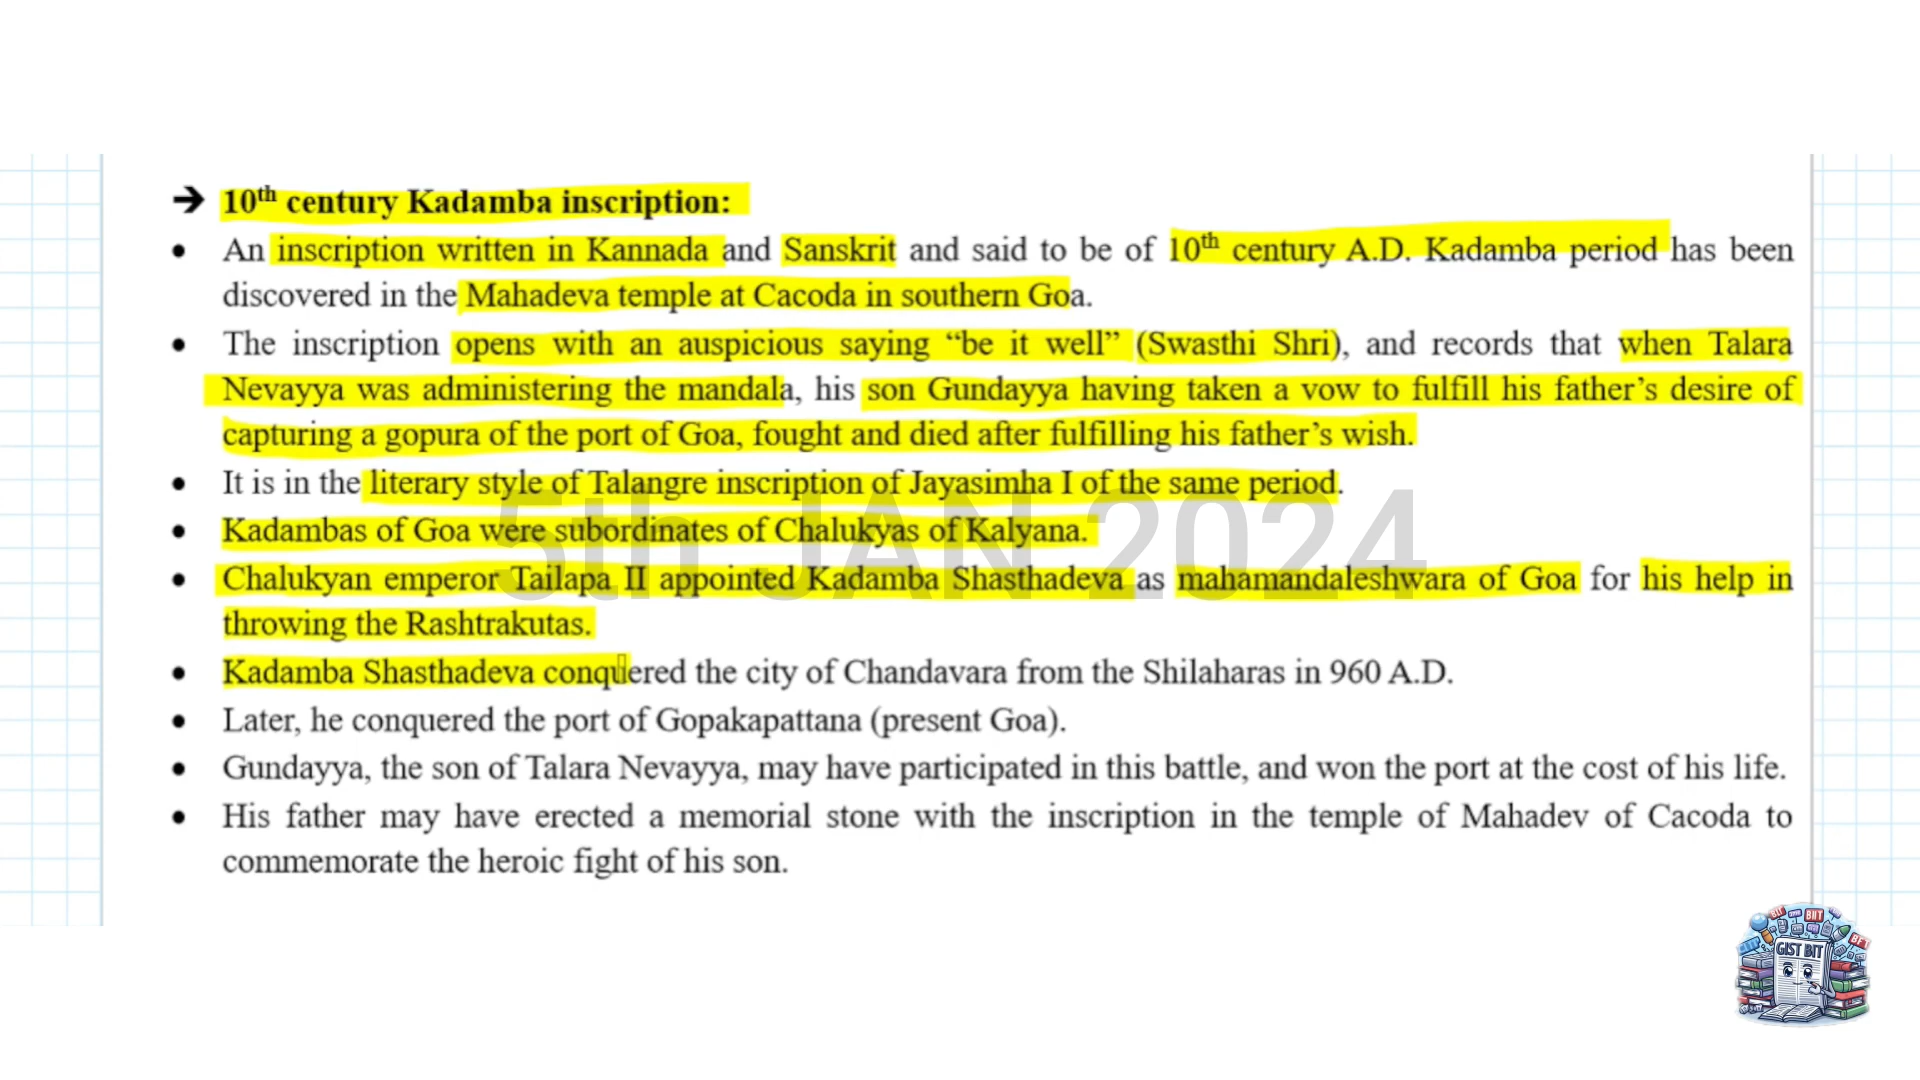 ➔ 10th century Kadamba inscription:
• An inscription written in Kannada and Sanskrit and said to be of 10th century A.D. Kadamba period has been
discovered in the Mahadeva temple at Cacoda in southern Goa.
• The inscription opens with an auspicious saying “be it well” (Swasthi Shri), and records that when Talara
Nevayya was administering the mandala, his son Gundayya having taken a vow to fulfill his father’s desire of
capturing a gopura of the port of Goa, fought and died after fulfilling his father’s wish.
• It is in the literary style of Talangre inscription of Jayasimha I of the same period.
• Kadambas of Goa were subordinates of Chalukyas of Kalyana.
5th JAN 2024
• Chalukyan emperor Tailapa II appointed Kadamba Shasthadeva as mahamandaleshwara of Goa for his help in
throwing the Rashtrakutas.
• Kadamba Shasthadeva conquered the city of Chandavara from the Shilaharas in 960 A.D.
• Later, he conquered the port of Gopakapattana (present Goa).
• Gundayya, the son of Talara Nevayya, may have participated in this battle, and won the port at the cost of his life.
• His father may have erected a memorial stone with the inscription in the temple of Mahadev of Cacoda to
commemorate the heroic fight of his son.
GIST BIT